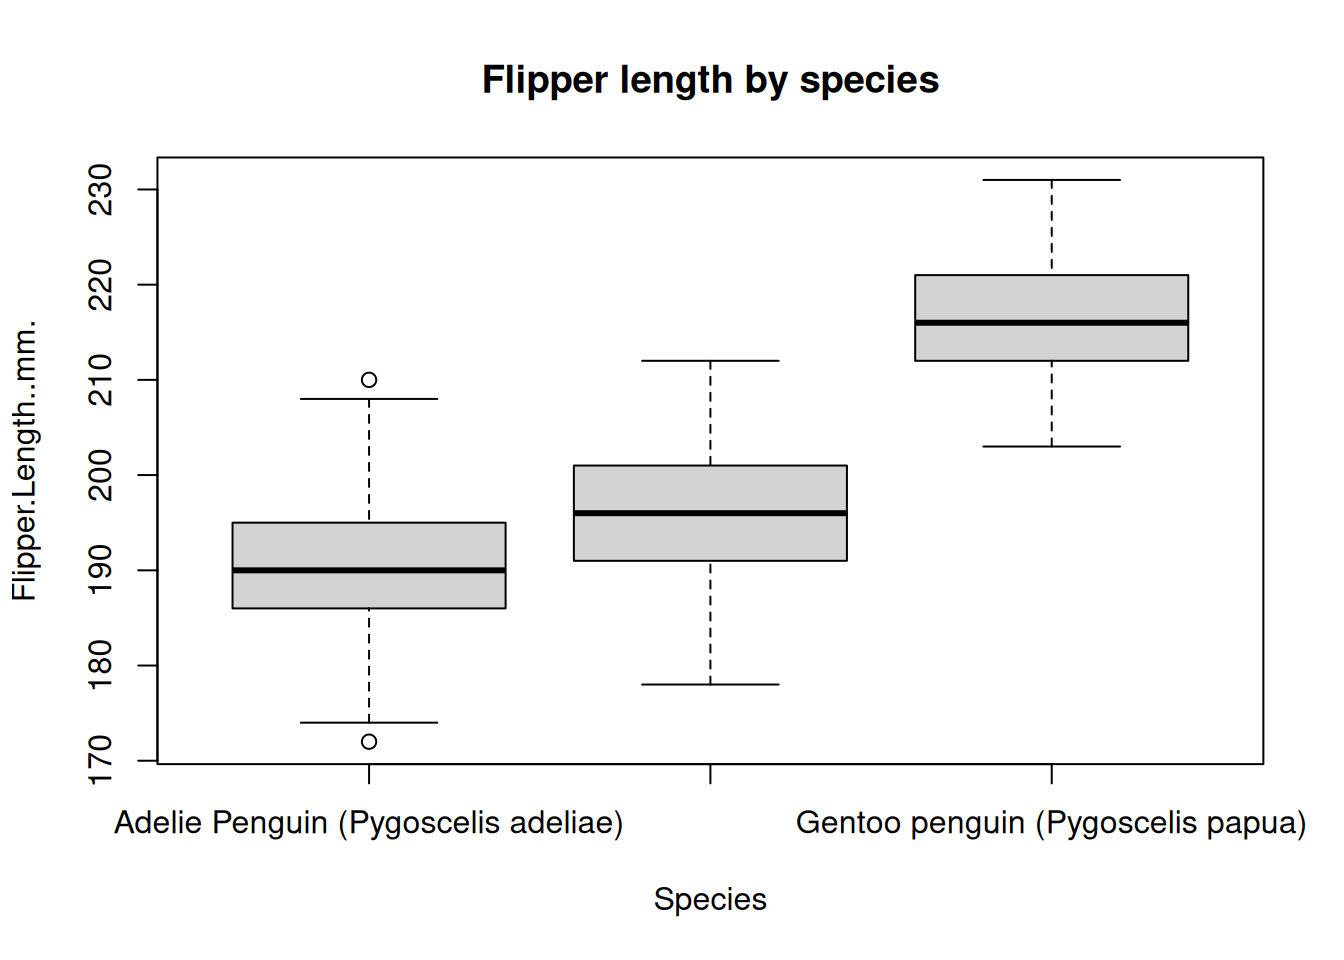 Flipper length by species
Flipper.Length..mm.
230
220
210
200
190
180
170
Adelie Penguin (Pygoscelis adeliae)
Gentoo penguin (Pygoscelis papua)
Species